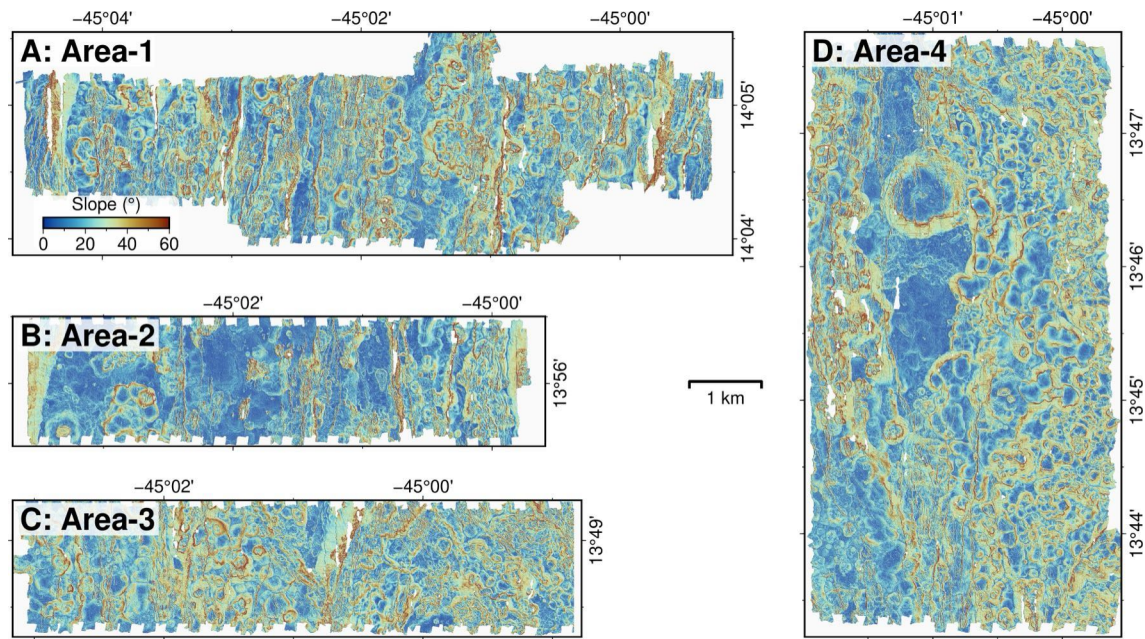 −45°04' −45°02' −45°00'
A: Area-1
14°05'
14°04'
Slope (°)
0 20 40 60
−45°02' −45°00'
B: Area-2
13°56'
−45°02' −45°00'
C: Area-3
13°49'
1 km
−45°01' −45°00'
D: Area-4
13°47'
13°46'
13°45'
13°44'